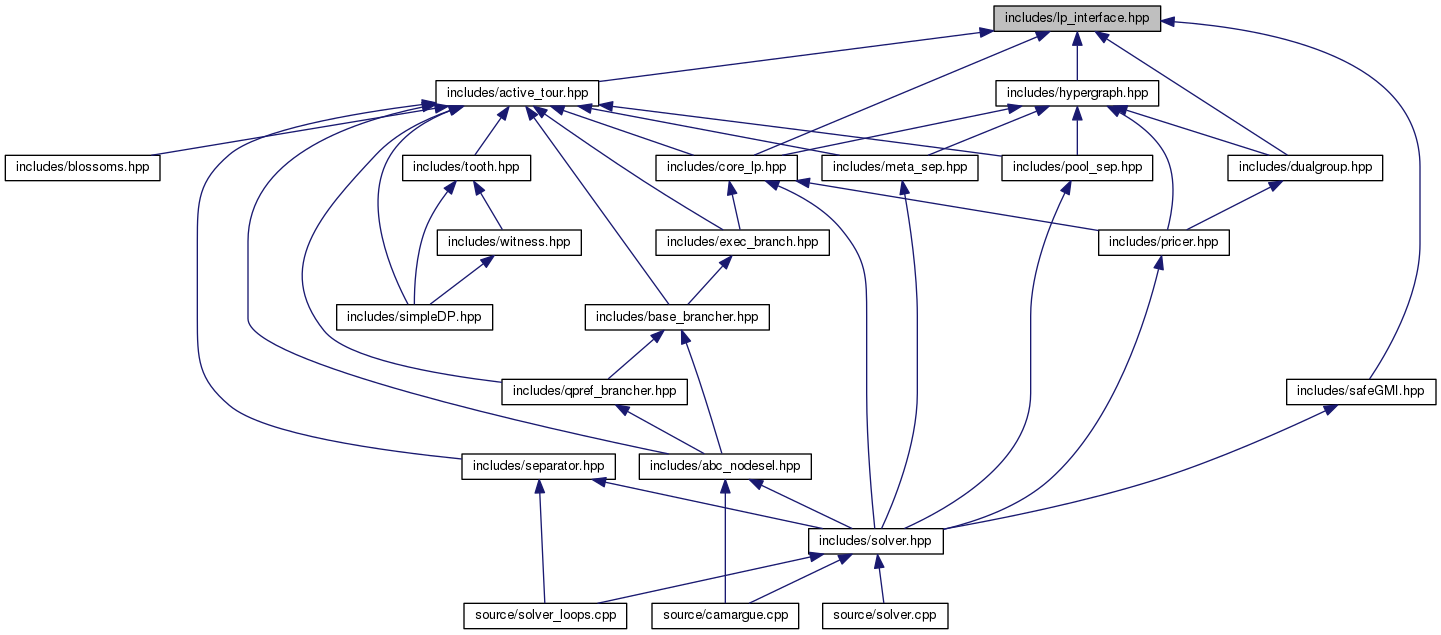 includes/lp_interface.hpp
includes/active_tour.hpp
includes/hypergraph.hpp
includes/blossoms.hpp
includes/tooth.hpp
includes/core_lp.hpp
includes/meta_sep.hpp
includes/pool_sep.hpp
includes/dualgroup.hpp
includes/witness.hpp
includes/exec_branch.hpp
includes/pricer.hpp
includes/simpleDP.hpp
includes/base_brancher.hpp
includes/qpref_brancher.hpp
includes/safeGMI.hpp
includes/separator.hpp
includes/abc_nodesel.hpp
includes/solver.hpp
source/solver_loops.cpp
source/camargue.cpp
source/solver.cpp